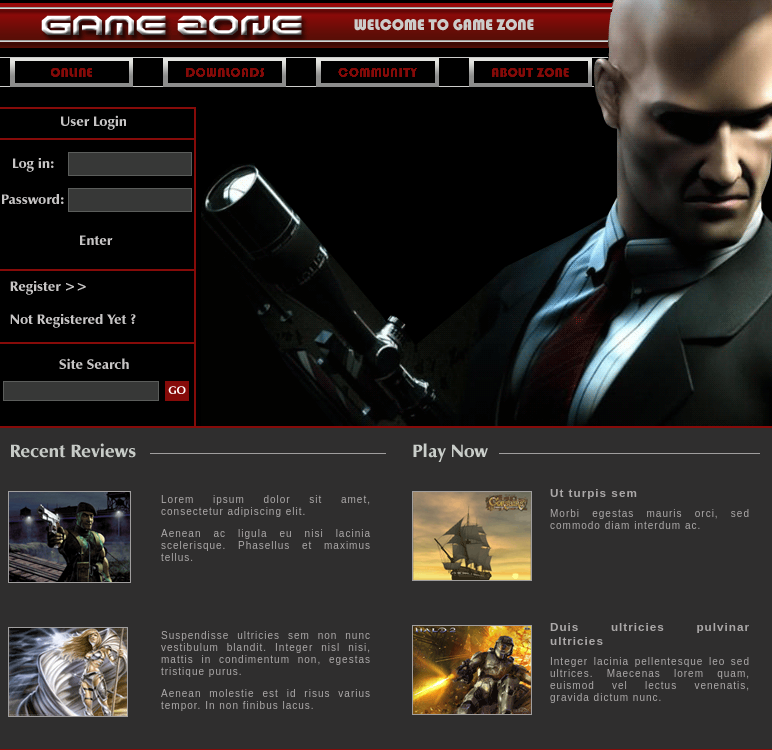 GAME ZONE
WELCOME TO GAME ZONE
ONLINE
DOWNLOADS
COMMUNITY
ABOUT ZONE
User Login
Log in:
Password:
Enter
Register >>
Not Registered Yet ?
Site Search
GO
Recent Reviews
Lorem ipsum dolor sit amet,
consectetur adipiscing elit.
Aenean ac ligula eu nisi lacinia
scelerisque. Phasellus et maximus
tellus.
Suspendisse ultricies sem non nunc
vestibulum blandit. Integer nisl nisi,
mattis in condimentum non, egestas
tristique purus.
Aenean molestie est id risus varius
tempor. In non finibus lacus.
Play Now
Ut turpis sem
Morbi egestas mauris orci, sed
commodo diam interdum ac.
HALO 2
Duis ultricies pulvinar
ultricies
Integer lacinia pellentesque leo sed
ultrices. Maecenas lorem quam,
euismod vel lectus venenatis,
gravida dictum nunc.